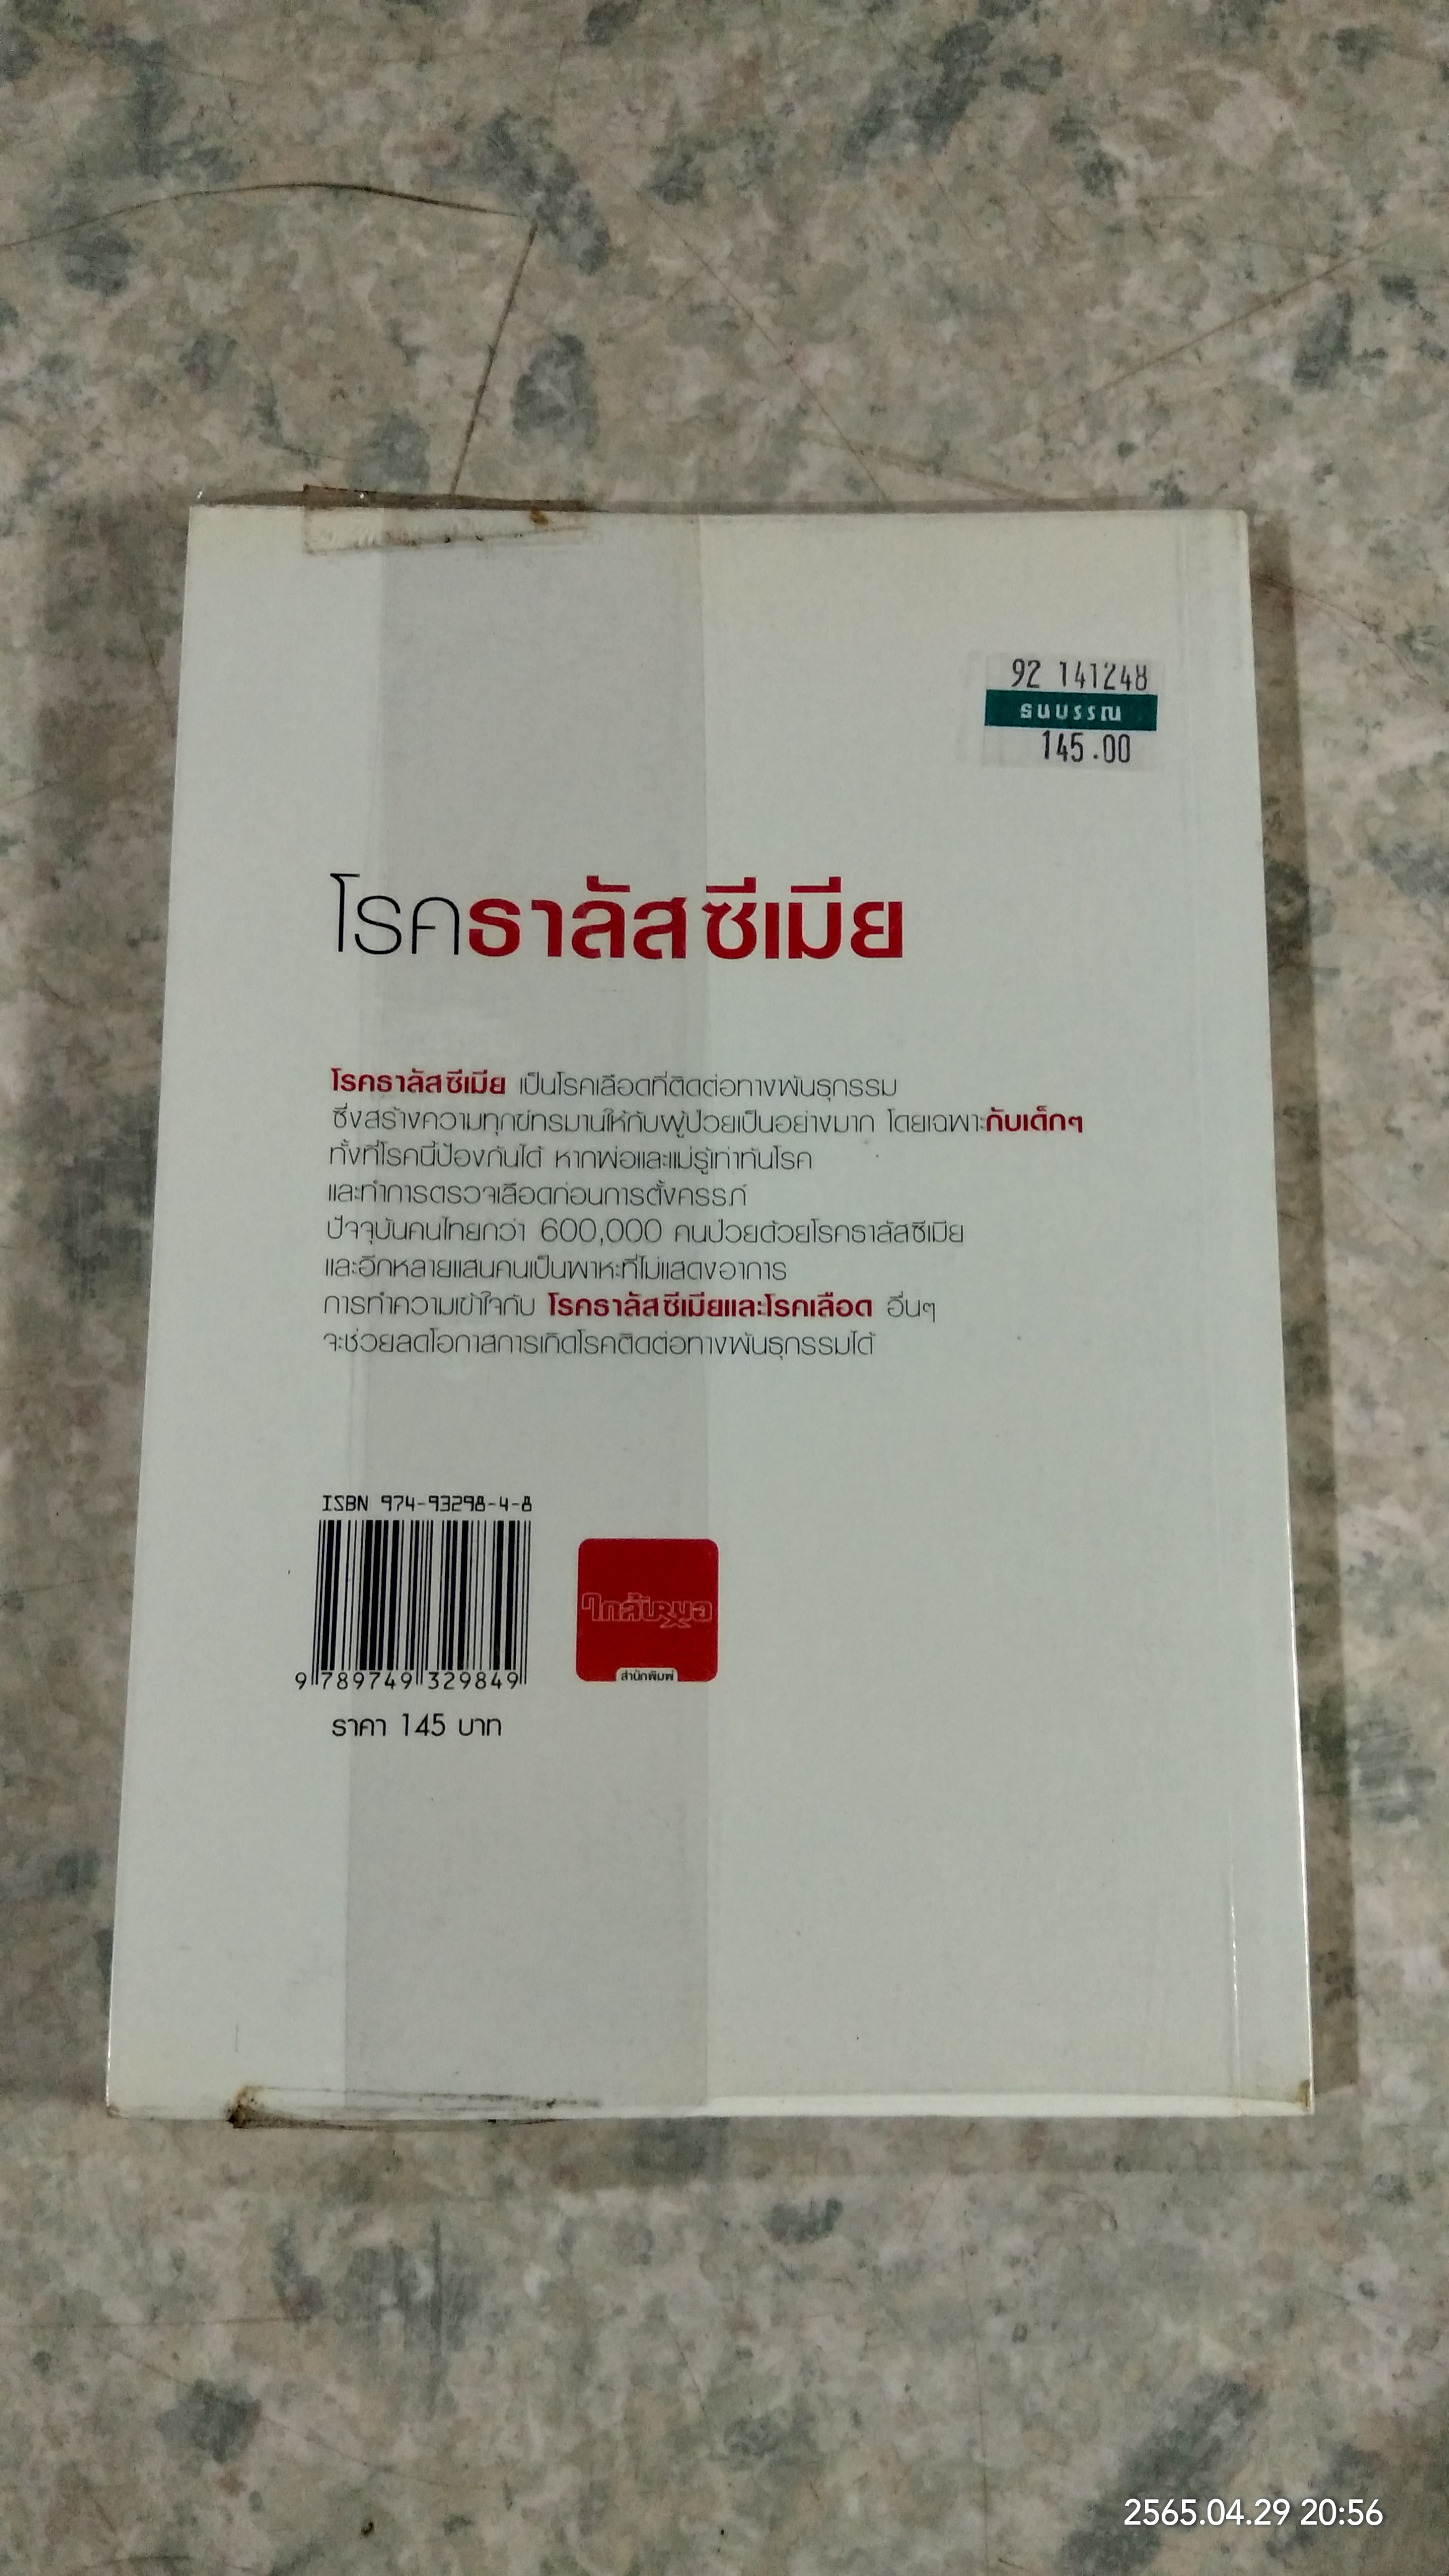 92 141248
ธนบรรณ
145.00
โรคธาลัสซีเมีย
โรคธาลัสซีเมีย เป็นโรคเลือดที่ติดต่อทางพันธุกรรม
ซึ่งสร้างความทุกข์ทรมานให้กับผู้ป่วยเป็นอย่างมาก โดยเฉพาะกับเด็กๆ
ทั้งที่โรคนี้ป้องกันได้ หากพ่อและแม่รู้เท่าทันโรค
และทำการตรวจเลือดก่อนการตั้งครรภ์
ปัจจุบันคนไทยกว่า 600,000 คนป่วยด้วยโรคธาลัสซีเมีย
และอีกหลายแสนคนเป็นพาหะที่ไม่แสดงอาการ
การทำความเข้าใจกับ โรคธาลัสซีเมียและโรคเลือด อื่นๆ
จะช่วยลดโอกาสการเกิดโรคติดต่อทางพันธุกรรมได้
ISBN 974-93298-4-8
9 789749 329849
ใกล้หมอ
สำนักพิมพ์
ราคา 145 บาท
2565.04.29 20:56